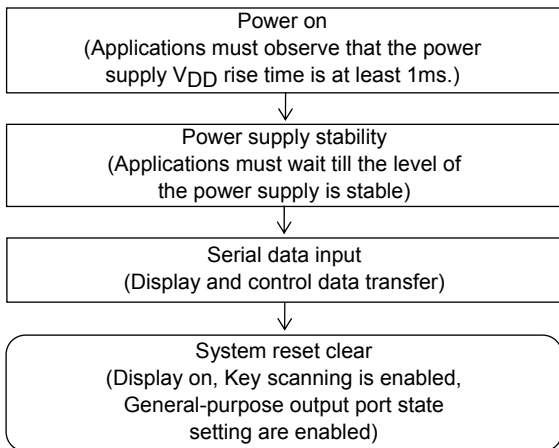 Power on
(Applications must observe that the power
supply VDD rise time is at least 1ms.)
Power supply stability
(Applications must wait till the level of
the power supply is stable)
Serial data input
(Display and control data transfer)
System reset clear
(Display on, Key scanning is enabled,
General-purpose output port state
setting are enabled)